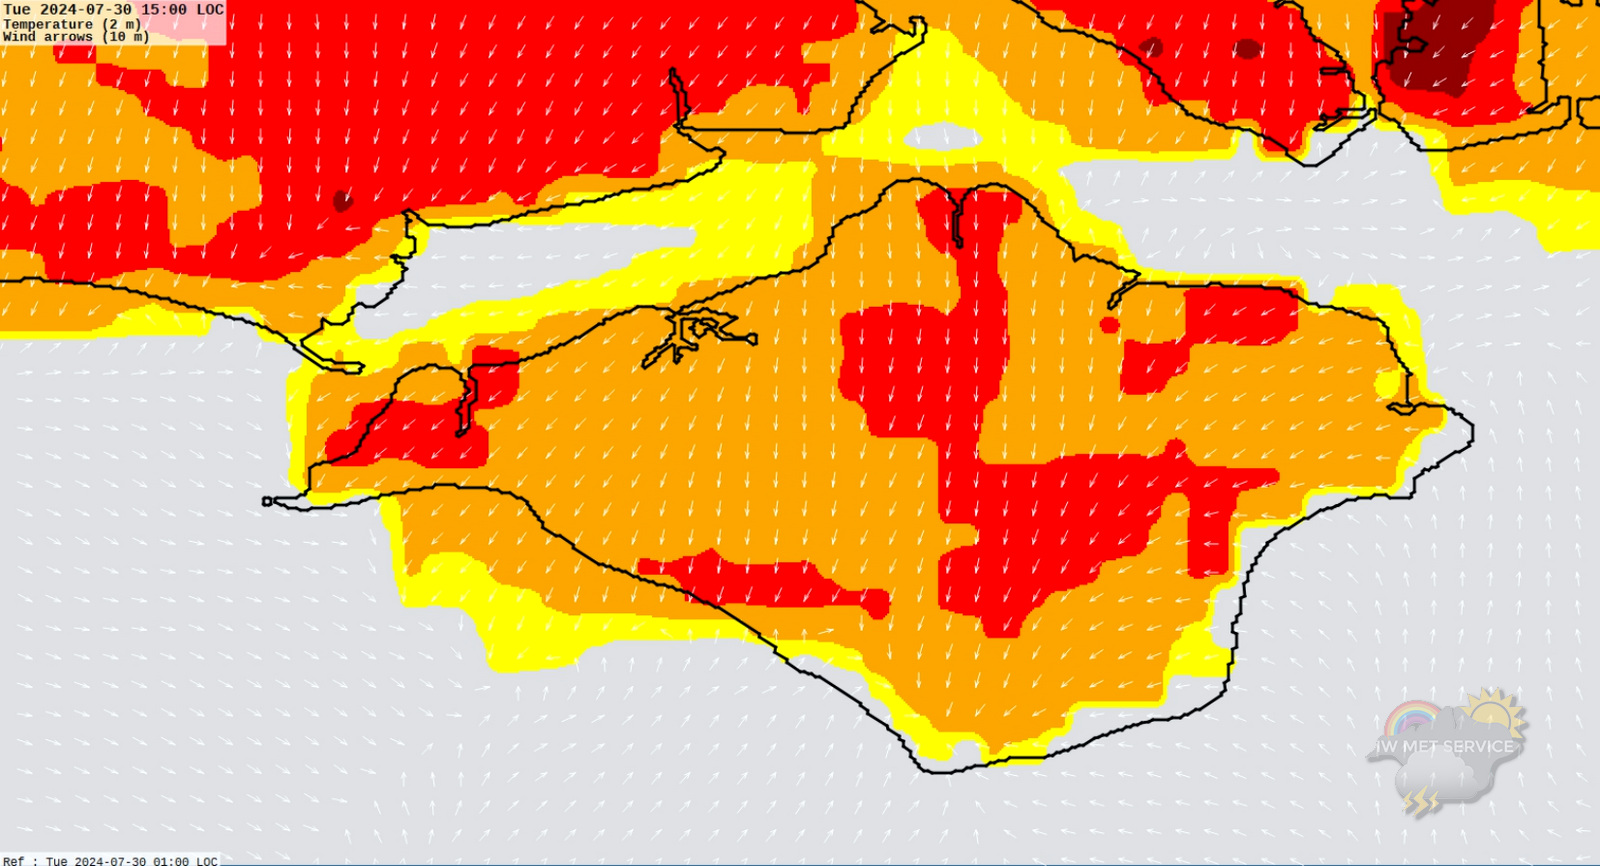 Tue 2024-07-30 15:00 LOC
Temperature (2 m)
Wind arrows (10 m)
IW MET SERVICE
Ref : Tue 2024-07-30 01:00 LOC